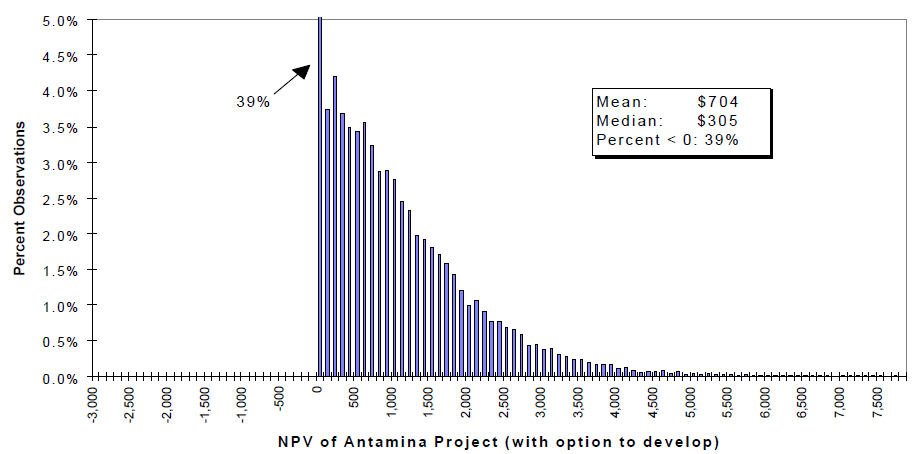 5.0%
4.5%
4.0%
3.5%
3.0%
2.5%
2.0%
1.5%
1.0%
0.5%
0.0%
Percent Observations
39%
Mean: $704
Median: $305
Percent < 0: 39%
-3,000 -2,500 -2,000 -1,500 -1,000 -500 0 500 1,000 1,500 2,000 2,500 3,000 3,500 4,000 4,500 5,000 5,500 6,000 6,500 7,000 7,500
NPV of Antamina Project (with option to develop)